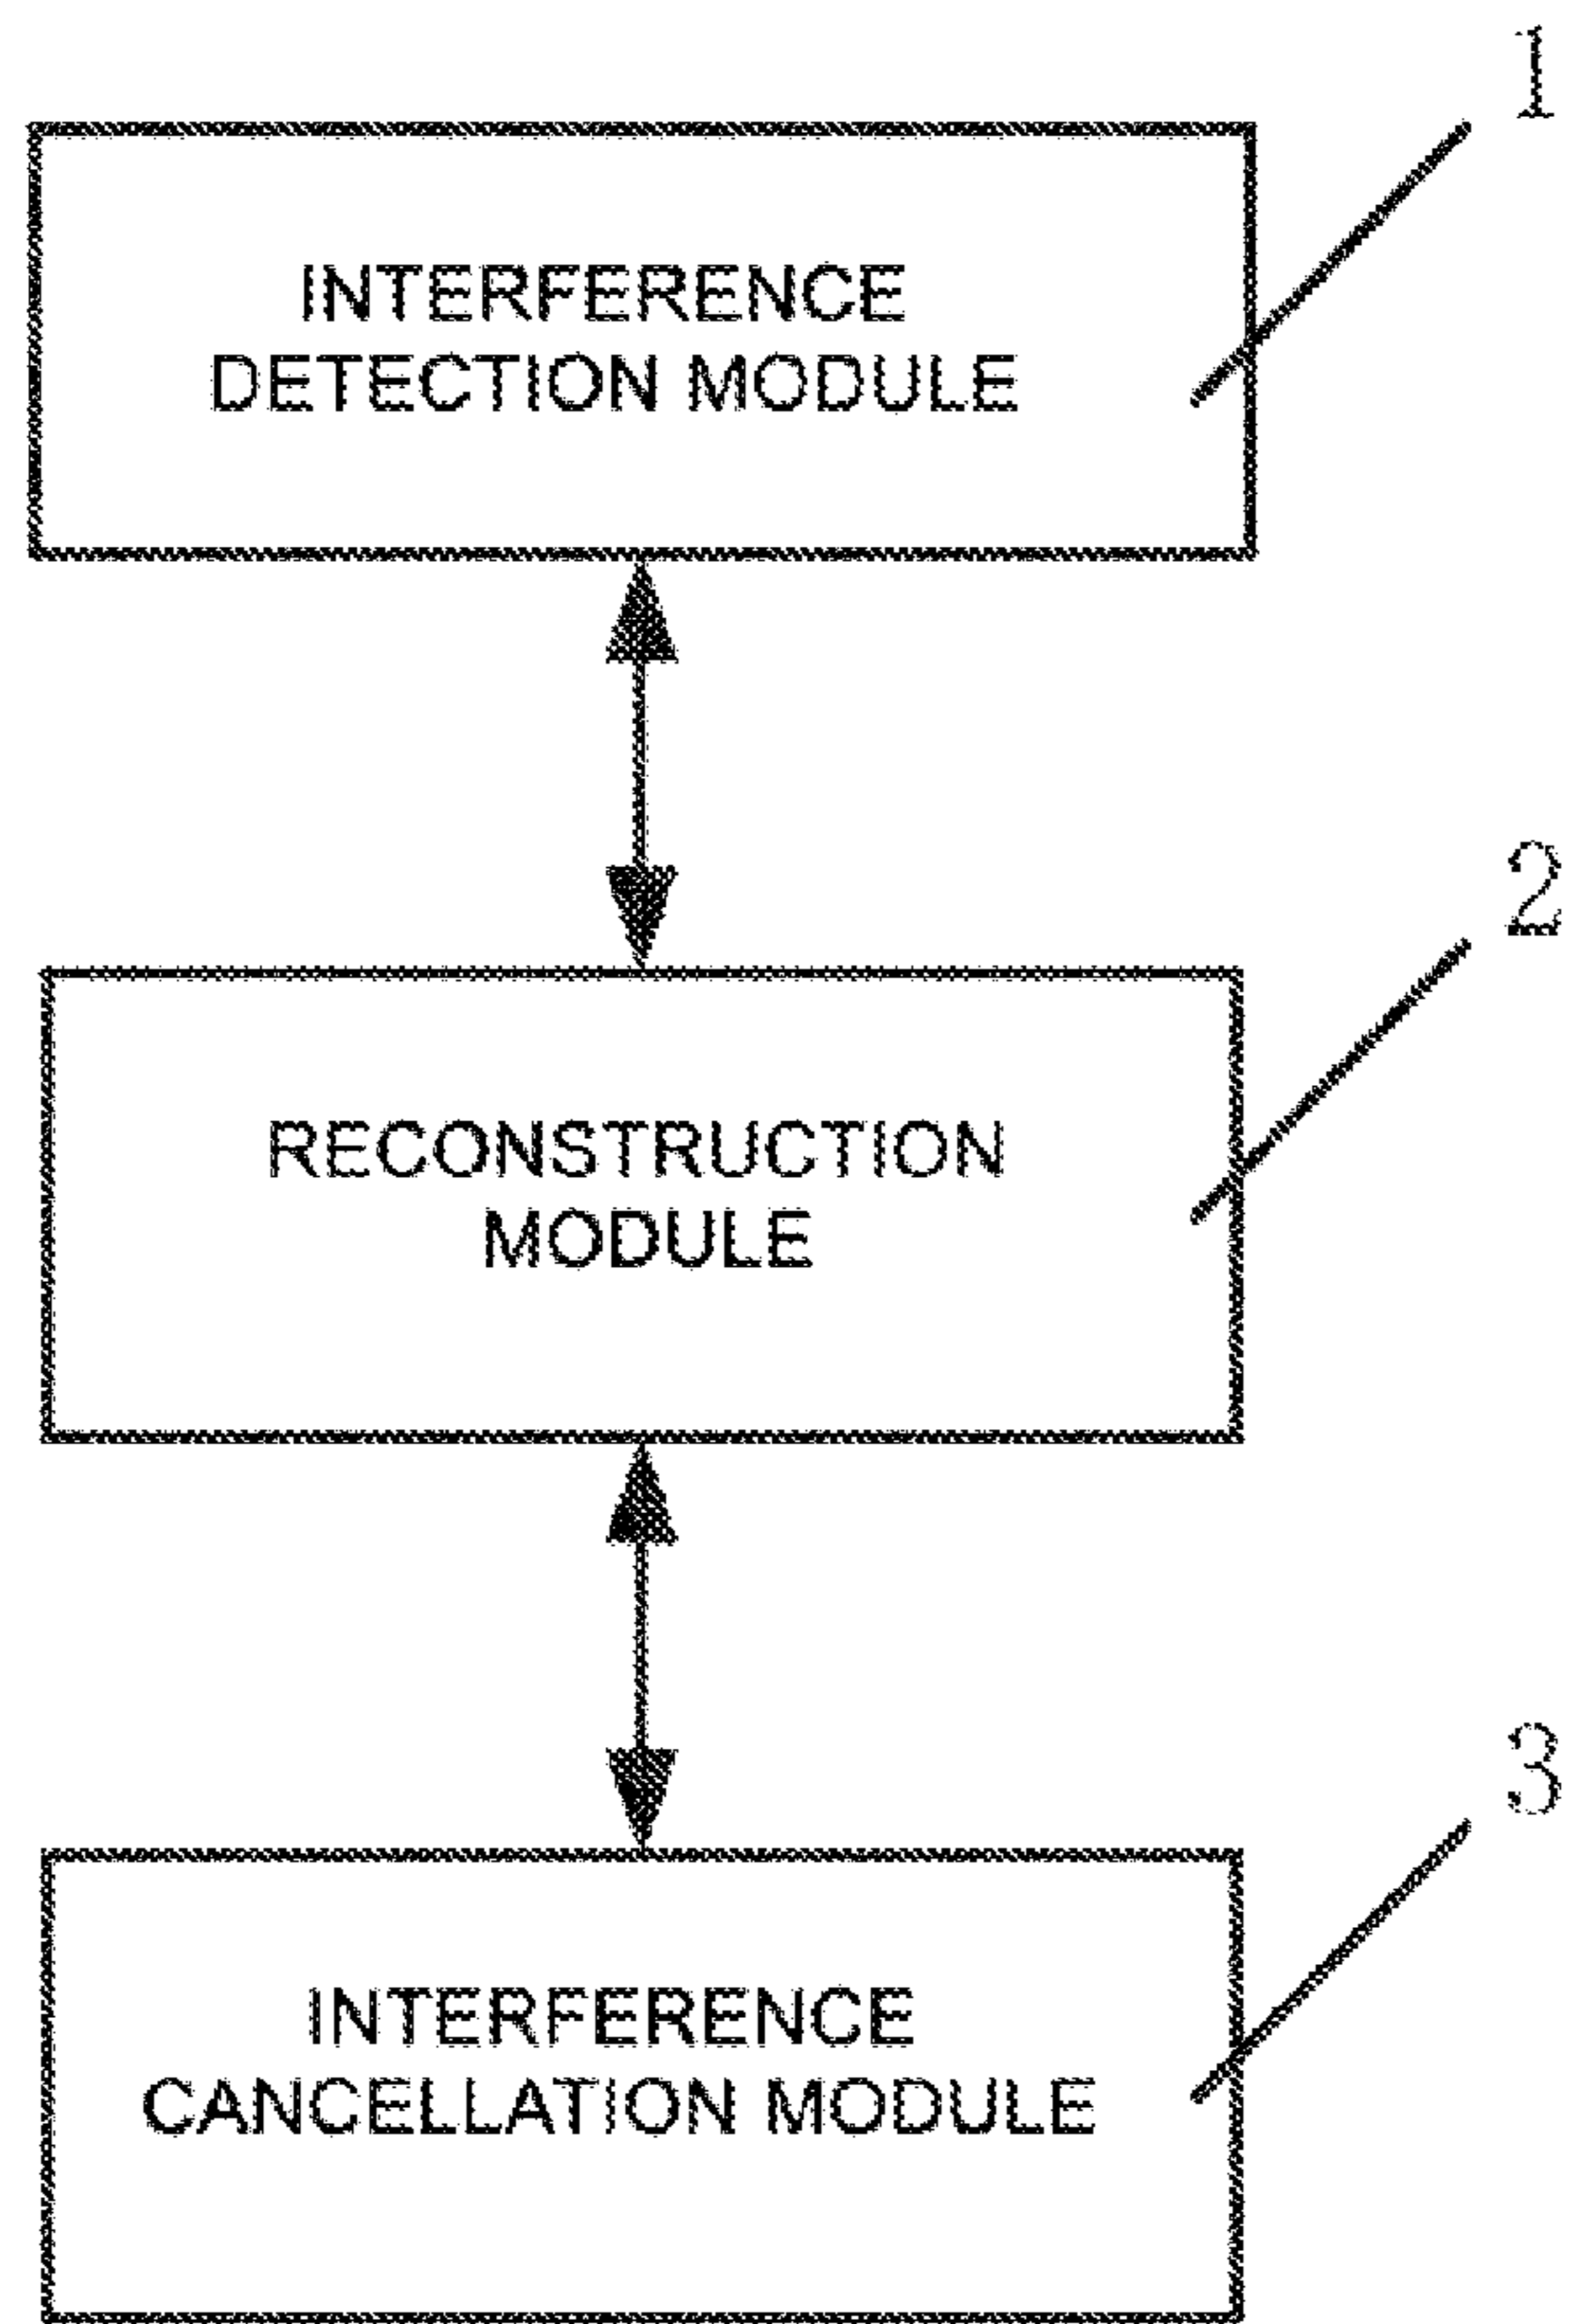 1
INTERFERENCE
DETECTION MODULE
2
RECONSTRUCTION
MODULE
3
INTERFERENCE
CANCELLATION MODULE